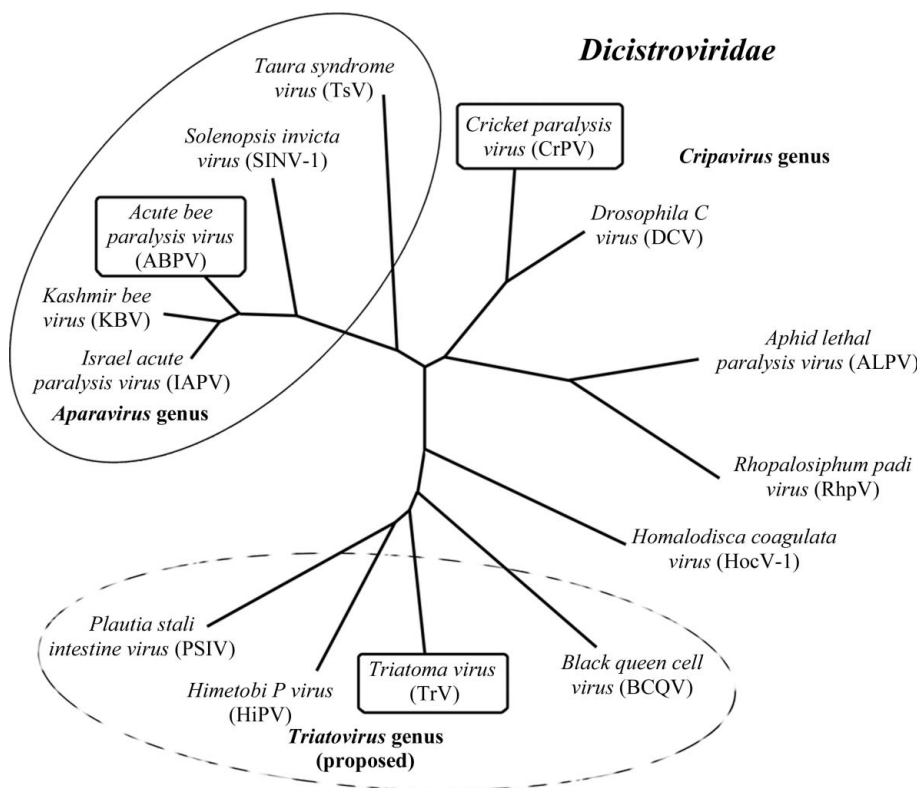 Dicistroviridae
Taura syndrome
virus (TsV)
Cricket paralysis
virus (CrPV)
Cripavirus genus
Solenopsis invicta
virus (SINV-1)
Acute bee
paralysis virus
(ABPV)
Drosophila C
virus (DCV)
Kashmir bee
virus (KBV)
Israel acute
paralysis virus (IAPV)
Aparavirus genus
Aphid lethal
paralysis virus (ALPV)
Rhopalosiphum padi
virus (RhpV)
Homalodisca coagulata
virus (HocV-1)
Plautia stali
intestine virus (PSIV)
Himetobi P virus
(HiPV)
Triatoma virus
(TrV)
Black queen cell
virus (BCQV)
Triatovirus genus
(proposed)